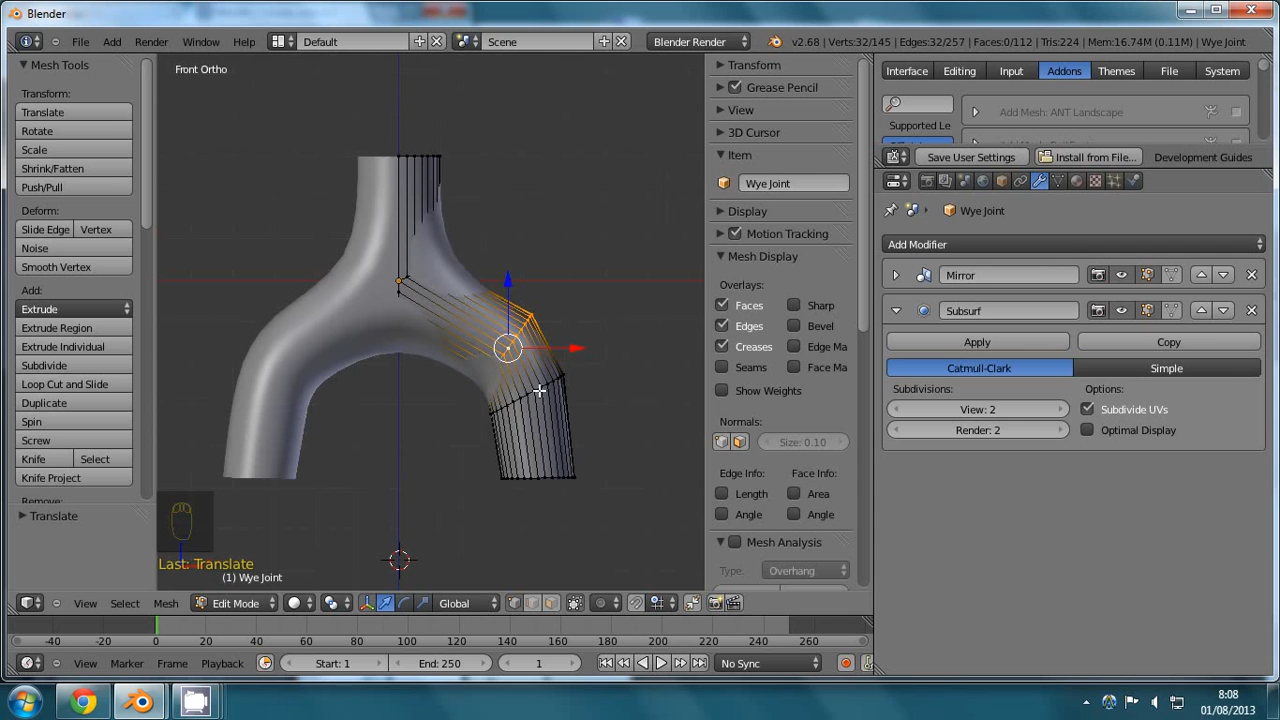 Blender
File Add Render Window Help Default Scene Blender Render v2.68 | Verts:32/145 | Edges:32/257 | Faces:0/112 | Tris:224 | Mem:16.74M (0.11M) | Wye Joint
Mesh Tools
Transform:
Translate
Rotate
Scale
Shrink/Fatten
Push/Pull
Deform:
Slide Edge Vertex
Noise
Smooth Vertex
Add:
Extrude
Extrude Region
Extrude Individual
Subdivide
Loop Cut and Slide
Duplicate
Spin
Screw
Knife Select
Knife Project
Remove:
Translate
Front Ortho
Last: Translate
(1) Wye Joint
Transform
Grease Pencil
View
3D Cursor
Item
Wye Joint
Display
Motion Tracking
Mesh Display
Overlays:
Faces Sharp
Edges Bevel
Creases Edge Ma
Seams Face Ma
Show Weights
Normals:
Size: 0.10
Edge Info: Face Info:
Length Area
Angle Angle
Mesh Analysis
Type: Overhang
Interface Editing Input Addons Themes File System
Add Mesh: ANT Landscape
Supported Le
Save User Settings Install from File... Development Guides
Wye Joint
Add Modifier
Mirror
Subsurf
Apply Copy
Catmull-Clark Simple
Subdivisions: Options:
View: 2 Subdivide UVs
Render: 2 Optimal Display
View Select Mesh Edit Mode Global
-40 -20 0 20 40 60 80 100 120 140 160 180 200 220 240 260
View Marker Frame Playback Start: 1 End: 250 1 No Sync
8:08
01/08/2013